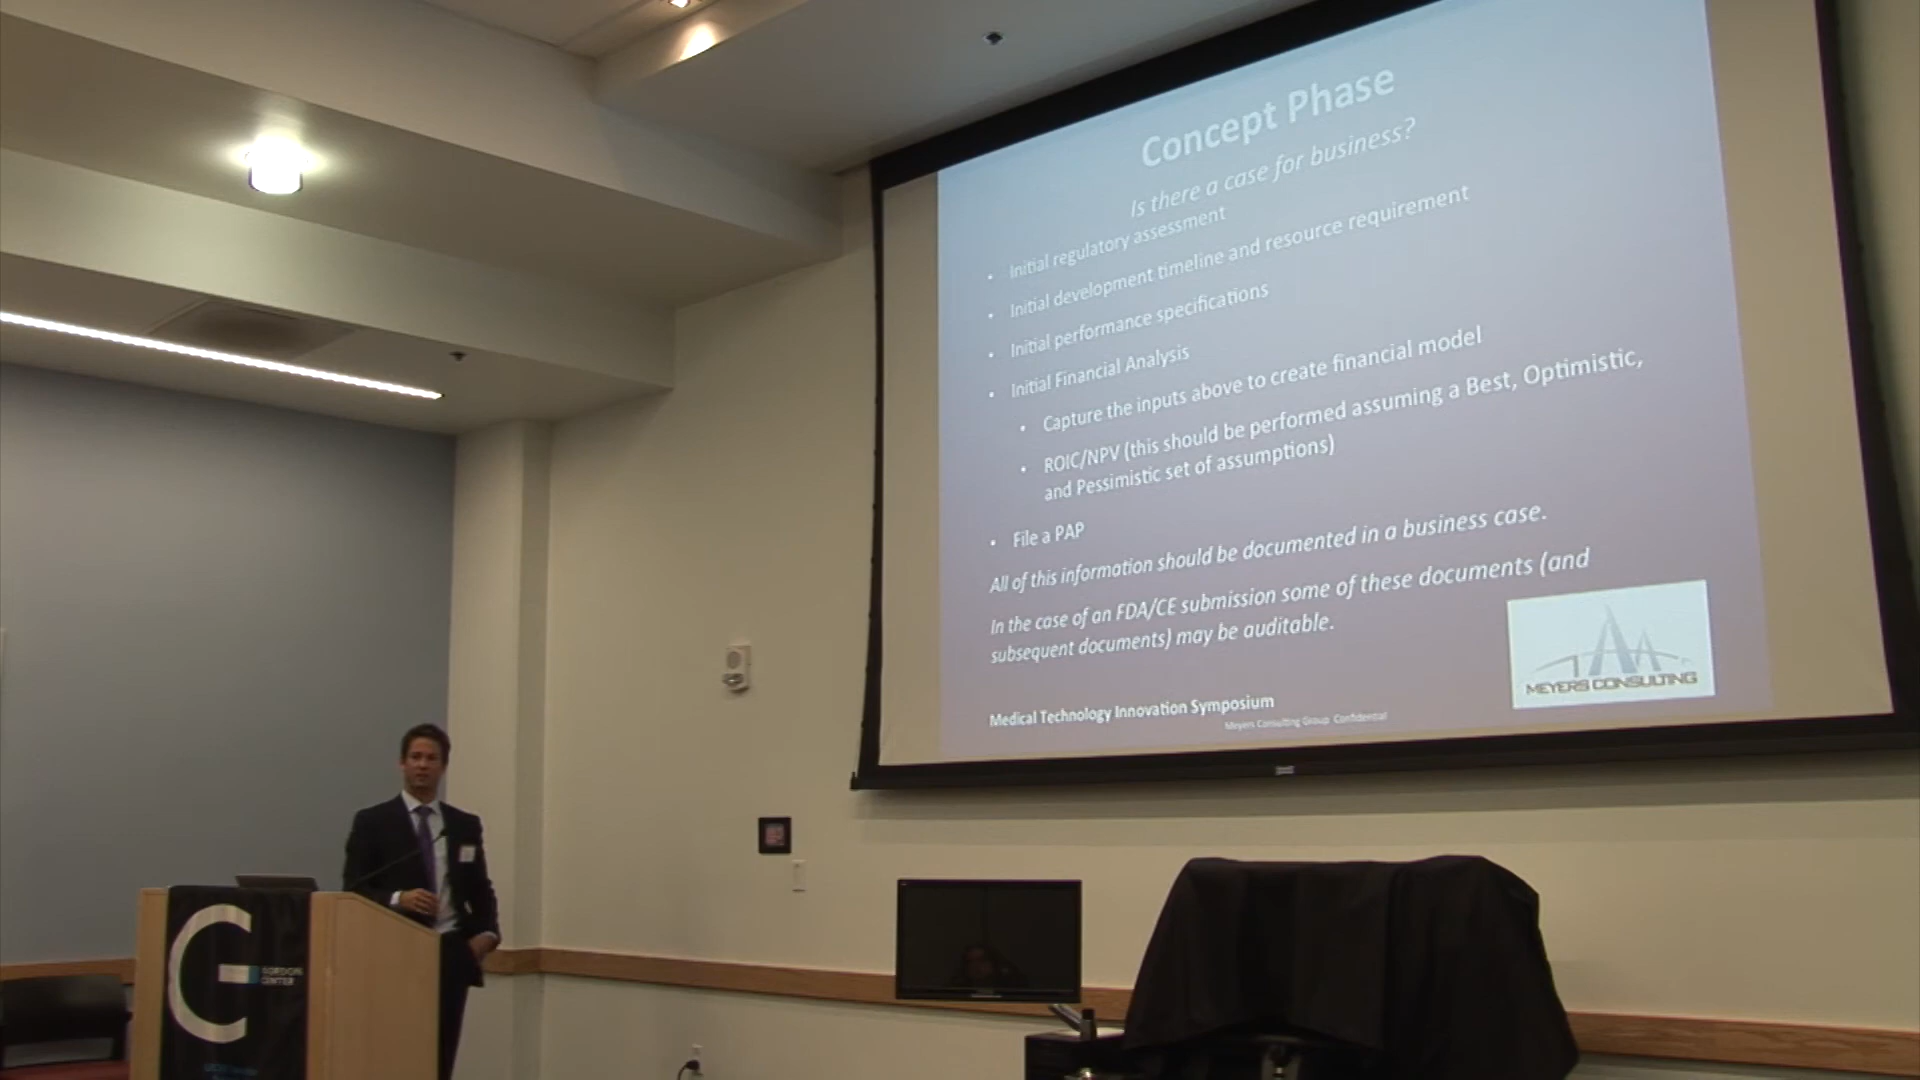 Concept Phase
Is there a case for business?
• Initial regulatory assessment
• Initial development timeline and resource requirement
• Initial performance specifications
• Initial Financial Analysis
• Capture the inputs above to create financial model
• ROIC/NPV (this should be performed assuming a Best, Optimistic,
and Pessimistic set of assumptions)
• File a PAP
All of this information should be documented in a business case.
In the case of an FDA/CE submission some of these documents (and
subsequent documents) may be auditable.
MEYERS CONSULTING
Medical Technology Innovation Symposium
Meyers Consulting Group Confidential
GORDON
CENTER